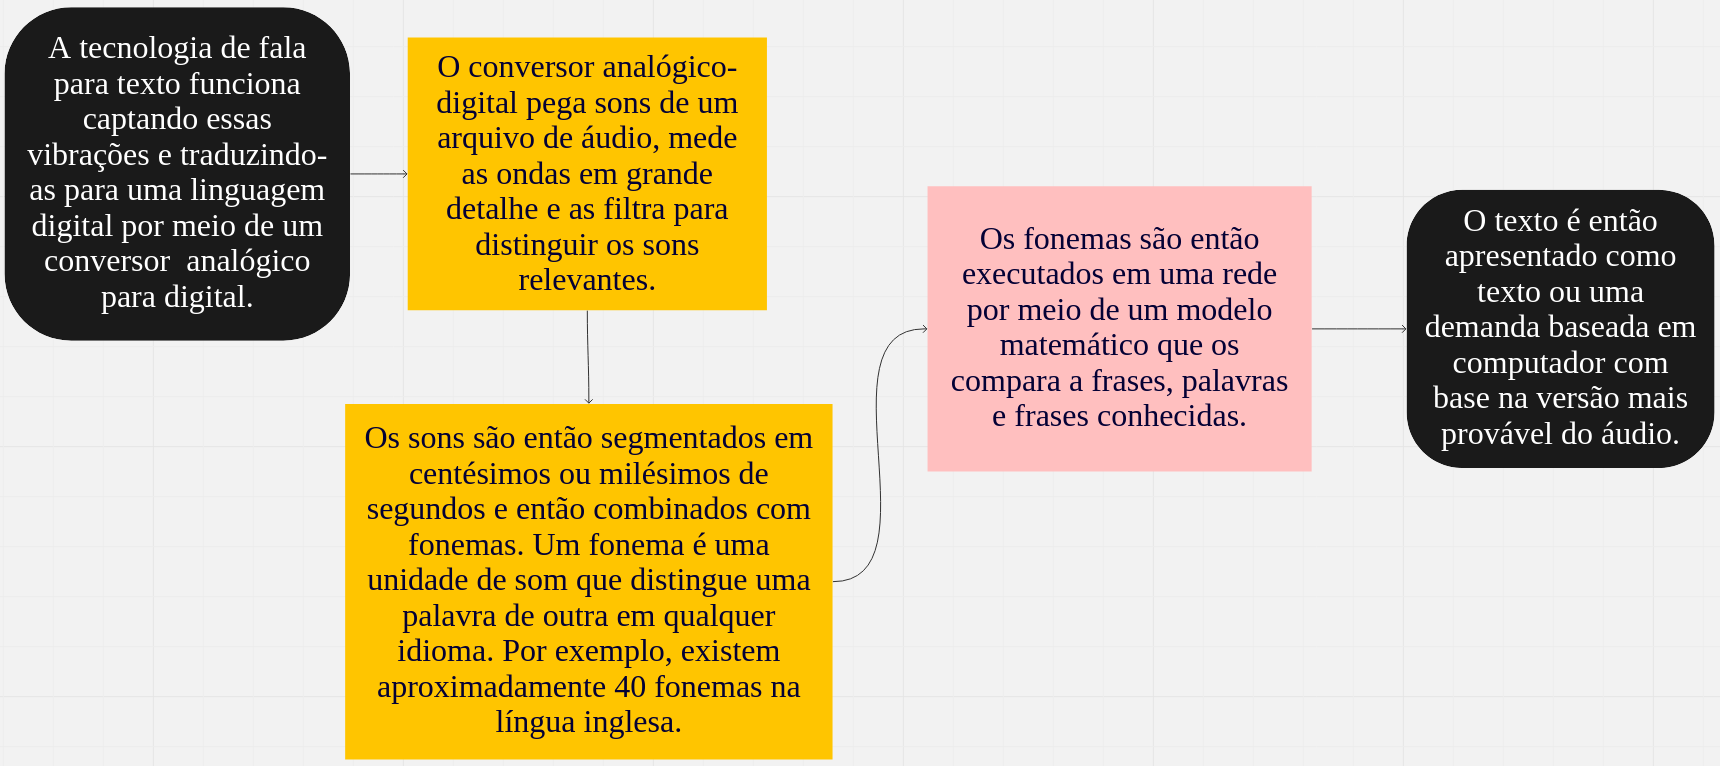 A tecnologia de fala
para texto funciona
captando essas
vibrações e traduzindo-
as para uma linguagem
digital por meio de um
conversor  analógico
para digital.
O conversor analógico-
digital pega sons de um
arquivo de áudio, mede
as ondas em grande
detalhe e as filtra para
distinguir os sons
relevantes.
Os sons são então segmentados em
centésimos ou milésimos de
segundos e então combinados com
fonemas. Um fonema é uma
unidade de som que distingue uma
palavra de outra em qualquer
idioma. Por exemplo, existem
aproximadamente 40 fonemas na
língua inglesa.
Os fonemas são então
executados em uma rede
por meio de um modelo
matemático que os
compara a frases, palavras
e frases conhecidas.
O texto é então
apresentado como
texto ou uma
demanda baseada em
computador com
base na versão mais
provável do áudio.